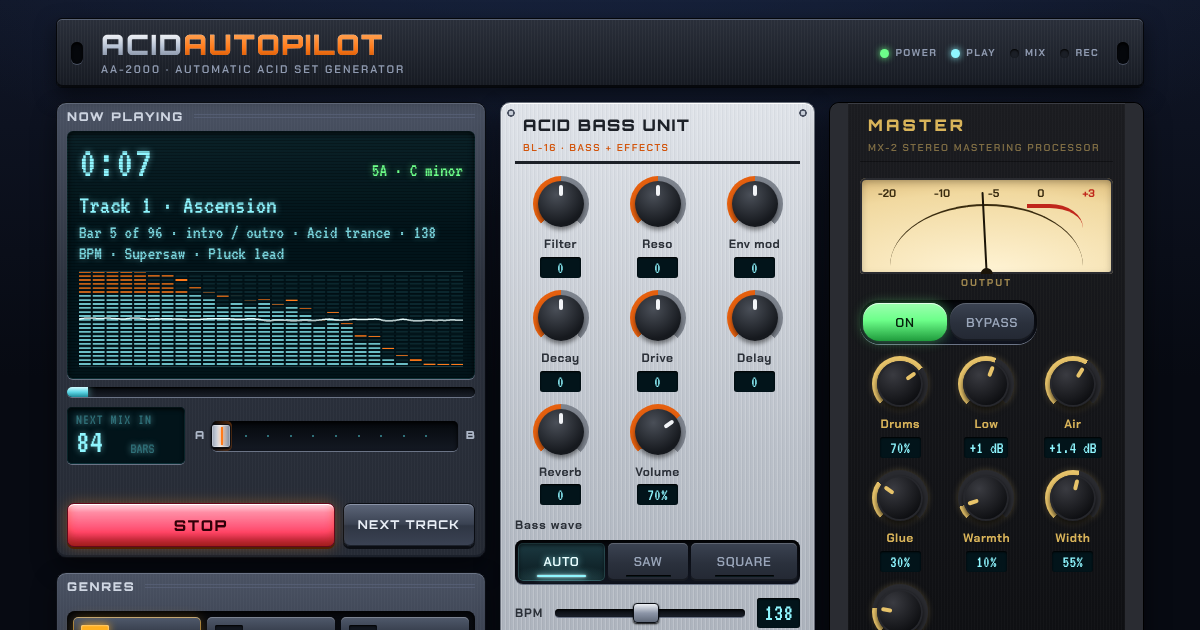 ACIDAUTOPILOT
AA-2000 · AUTOMATIC ACID SET GENERATOR
POWER PLAY MIX REC
NOW PLAYING
0:07
5A · C minor
Track 1 · Ascension
Bar 5 of 96 · intro / outro · Acid trance · 138
BPM · Supersaw · Pluck lead
NEXT MIX IN
84 BARS
A B
STOP
NEXT TRACK
GENRES
ACID BASS UNIT
BL-16 · BASS + EFFECTS
Filter Reso Env mod
0 0 0
Decay Drive Delay
0 0 0
Reverb Volume
0 70%
Bass wave
AUTO SAW SQUARE
BPM 138
MASTER
MX-2 STEREO MASTERING PROCESSOR
-20 -10 -5 0 +3
OUTPUT
ON BYPASS
Drums Low Air
70% +1 dB +1.4 dB
Glue Warmth Width
30% 10% 55%